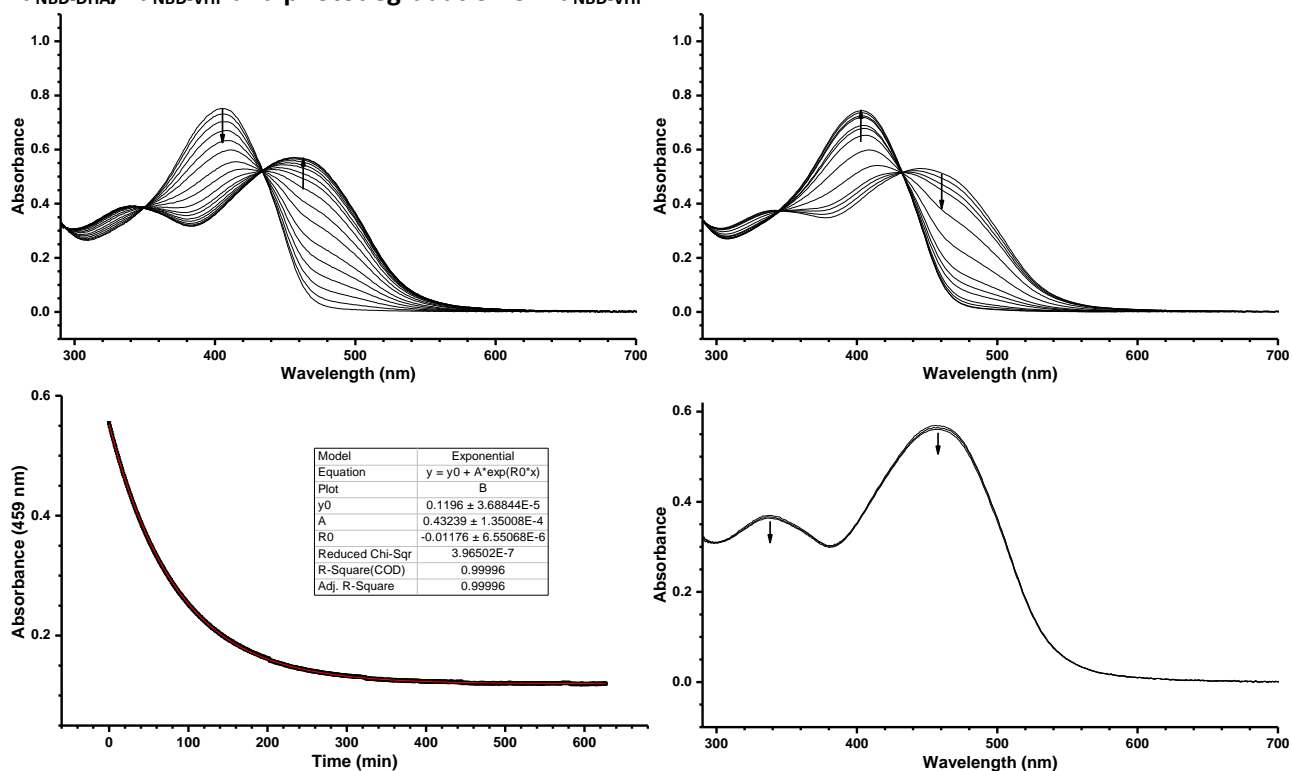 1.0
0.8
0.6
0.4
0.2
0.0
Absorbance
300 400 500 600 700
Wavelength (nm)
1.0
0.8
0.6
0.4
0.2
0.0
Absorbance
300 400 500 600 700
Wavelength (nm)
0.6
0.4
0.2
Absorbance (459 nm)
0 100 200 300 400 500 600
Time (min)
Model Exponential
Equation y = y0 + A*exp(R0*x)
Plot B
y0 0.1196 ± 3.68844E-5
A 0.43239 ± 1.35008E-4
R0 -0.01176 ± 6.55068E-6
Reduced Chi-Sqr 3.96502E-7
R-Square(COD) 0.99996
Adj. R-Square 0.99996
0.6
0.4
0.2
0.0
Absorbance
300 400 500 600 700
Wavelength (nm)